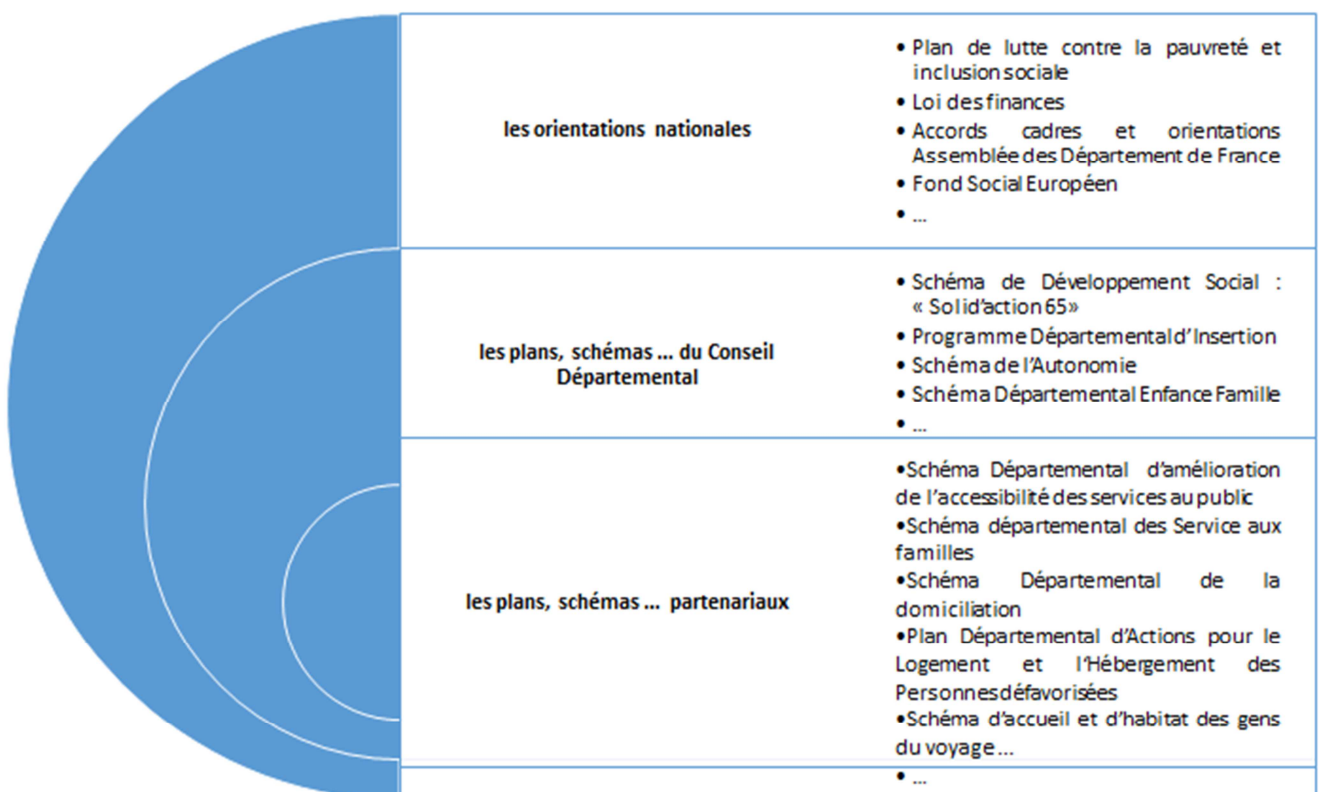 les orientations nationales
• Plan de lutte contre la pauvreté et
inclusion sociale
• Loi des finances
• Accords cadres et orientations
Assemblée des Département de France
• Fond Social Européen
• ...
les plans, schémas ... du Conseil
Départemental
• Schéma de Développement Social :
« Solid'action 65»
• Programme Départemental d'Insertion
• Schéma de l'Autonomie
• Schéma Départemental Enfance Famille
• ...
les plans, schémas ... partenariaux
•Schéma Départemental d'amélioration
de l'accessibilité des services au public
•Schéma départemental des Service aux
familles
•Schéma Départemental de la
domiciliation
•Plan Départemental d'Actions pour le
Logement et l'Hébergement des
Personnes défavorisées
•Schéma d'accueil et d'habitat des gens
du voyage ...
• ...